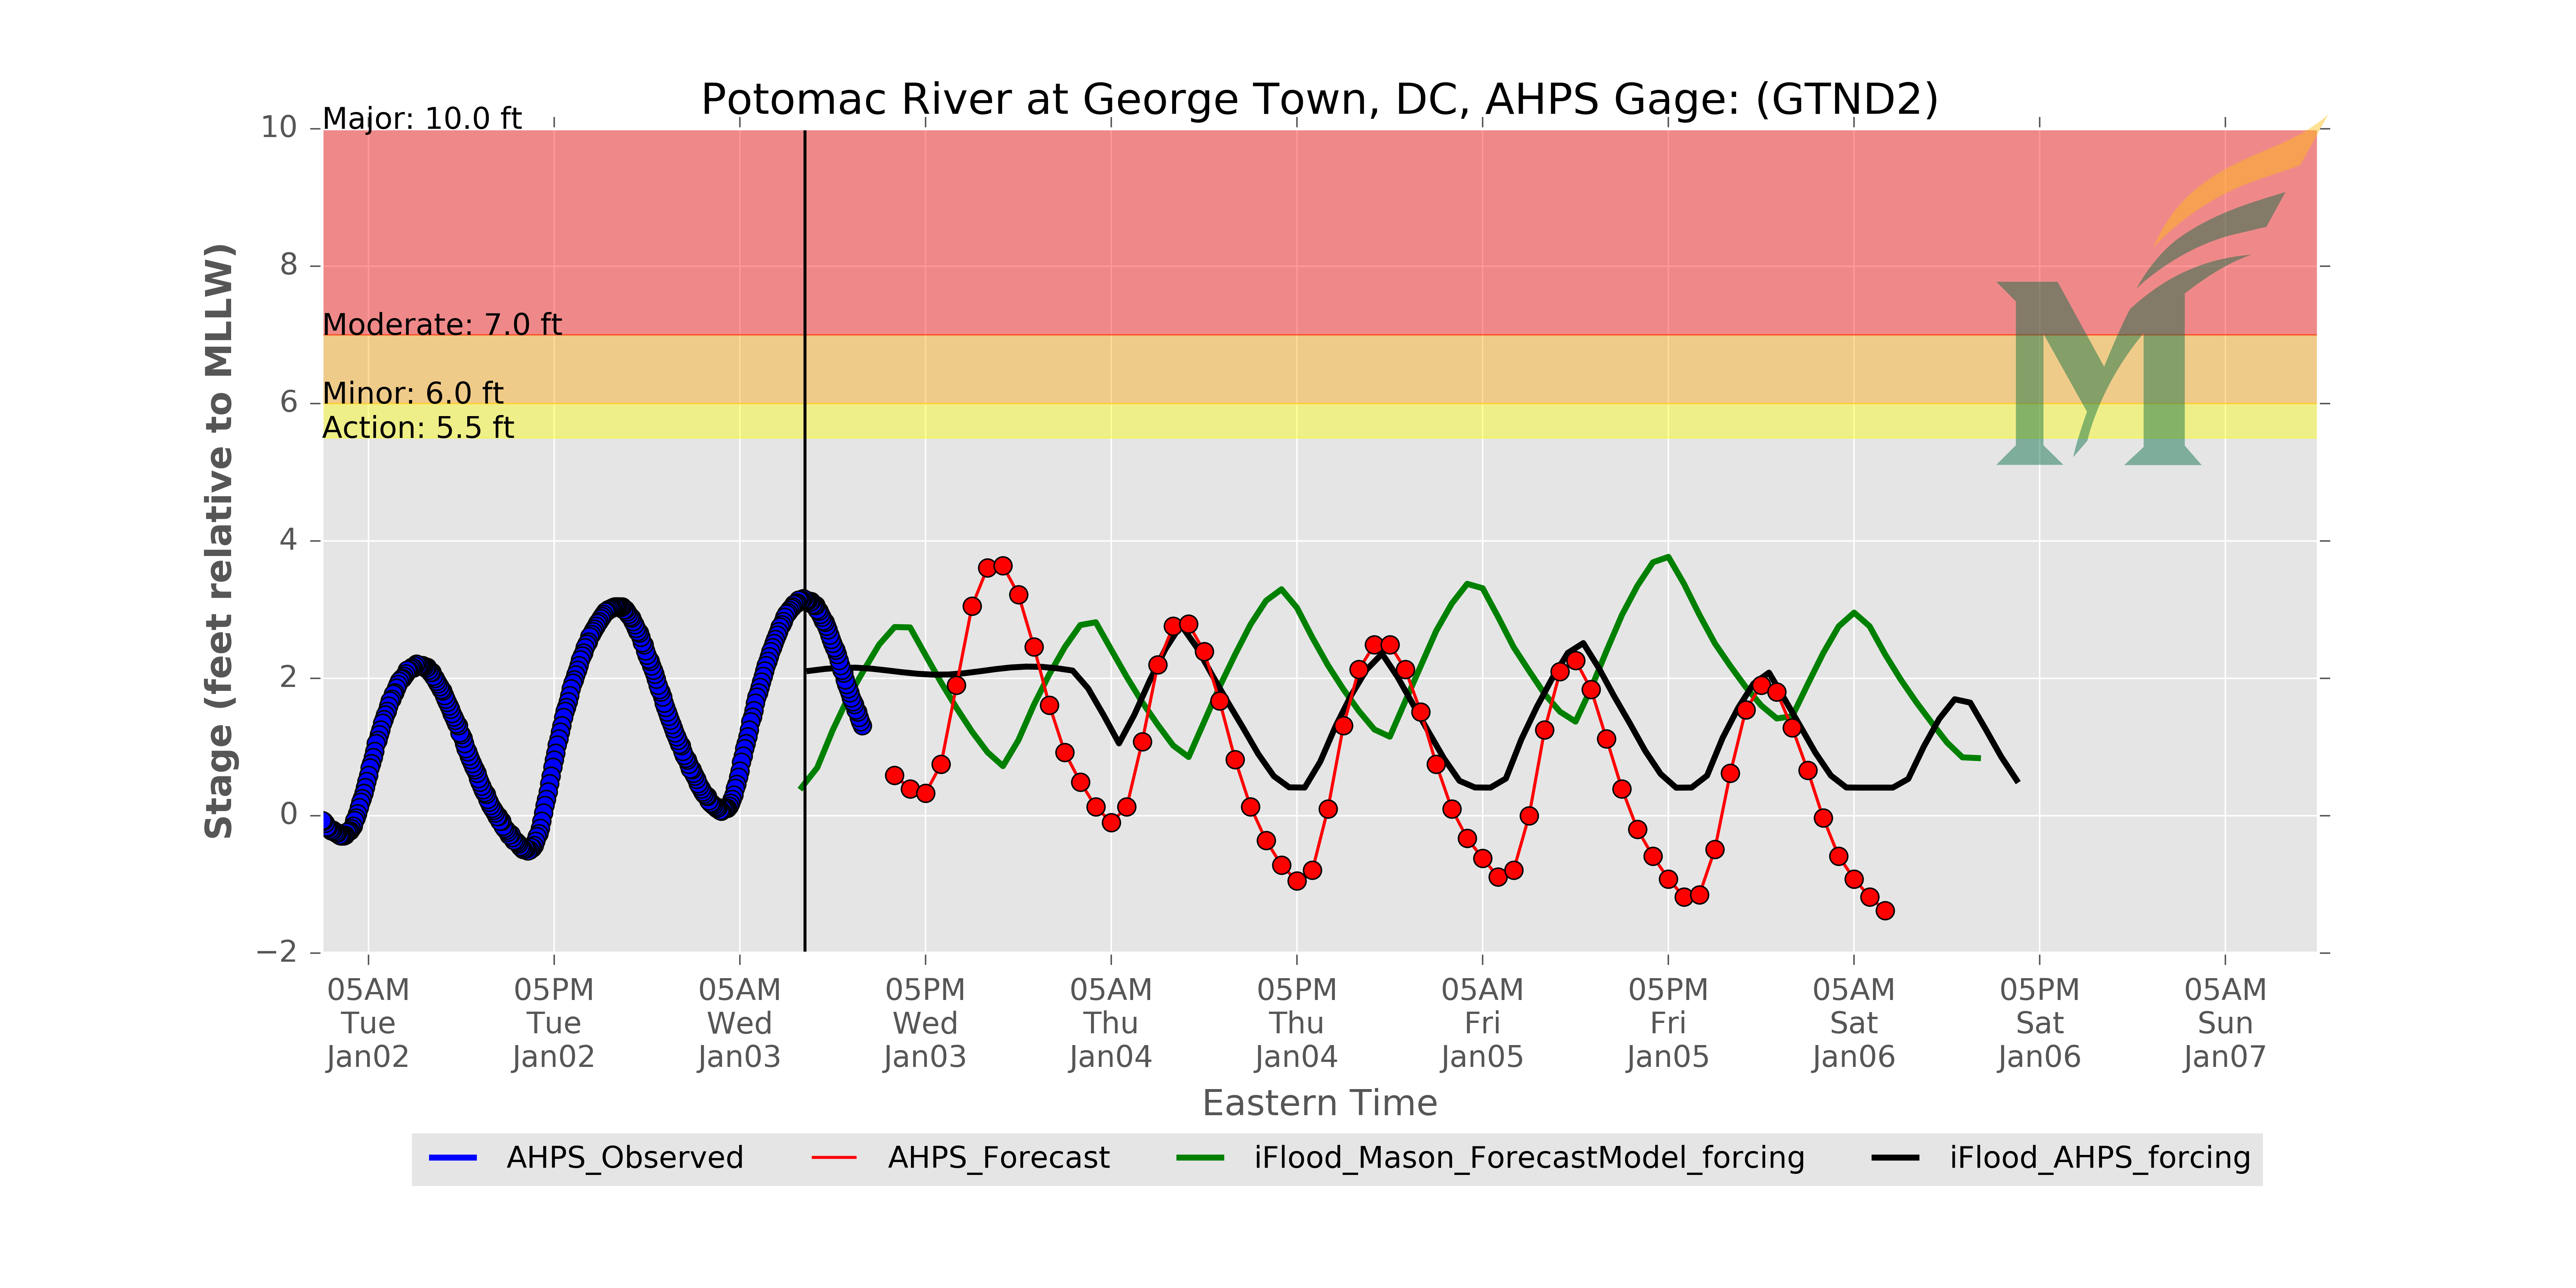 Potomac River at George Town, DC, AHPS Gage: (GTND2)
Major: 10.0 ft
Moderate: 7.0 ft
Minor: 6.0 ft
Action: 5.5 ft
Stage (feet relative to MLLW)
10
8
6
4
2
0
−2
05AM 05PM 05AM 05PM 05AM 05PM 05AM 05PM 05AM 05PM 05AM
Tue Tue Wed Wed Thu Thu Fri Fri Sat Sat Sun
Jan02 Jan02 Jan03 Jan03 Jan04 Jan04 Jan05 Jan05 Jan06 Jan06 Jan07
Eastern Time
AHPS_Observed AHPS_Forecast iFlood_Mason_ForecastModel_forcing iFlood_AHPS_forcing